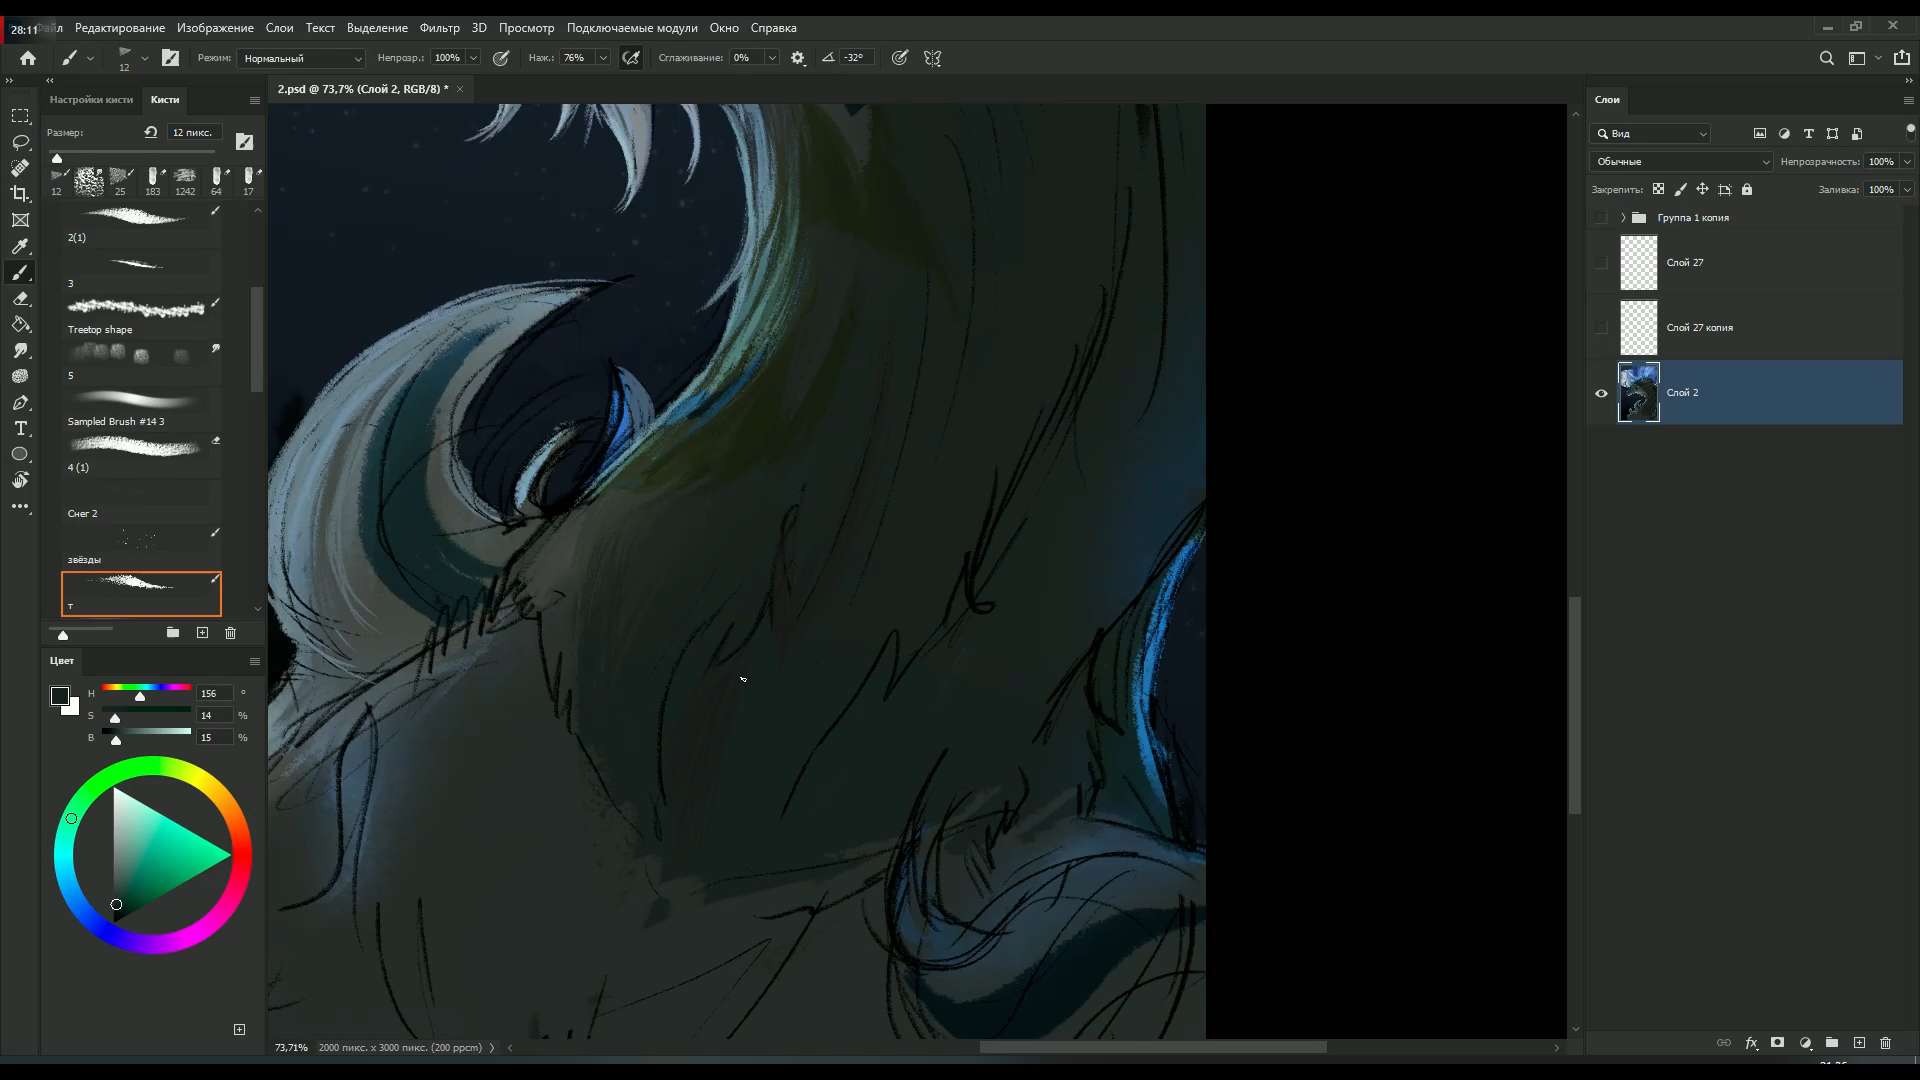 28:11 Файл Редактирование Изображение Слои Текст Выделение Фильтр 3D Просмотр Подключаемые модули Окно Справка
12 Режим: Нормальный Непрозр.: 100% Наж.: 76% Сглаживание: 0% -32°
Настройки кисти Кисти
2.psd @ 73,7% (Слой 2, RGB/8) *
Слои
Размер: 12 пикс.
Вид
Обычные Непрозрачность: 100%
12 25 183 1242 64 17
Закрепить: Заливка: 100%
2(1)
3
Treetop shape
5
Sampled Brush #14 3
4 (1)
Снег 2
звёзды
т
Группа 1 копия
Слой 27
Слой 27 копия
Слой 2
Цвет
H 156 °
S 14 %
B 15 %
73,71% 2000 пикс. x 3000 пикс. (200 ppcm)